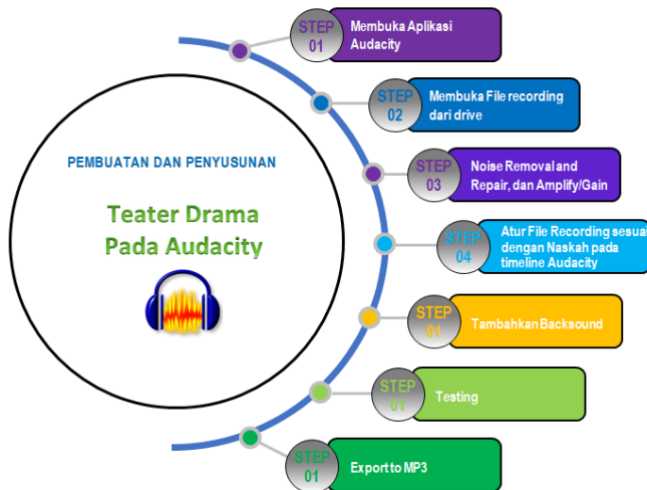 PEMBUATAN DAN PENYUSUNAN
Teater Drama
Pada Audacity
STEP
01
Membuka Aplikasi
Audacity
STEP
02
Membuka File recording
dari drive
STEP
03
Noise Removal and
Repair, dan Amplify/Gain
STEP
04
Atur File Recording sesuai
dengan Naskah pada
timeline Audacity
STEP
01
Tambahkan Backsound
STEP
01
Testing
STEP
01
Export to MP3